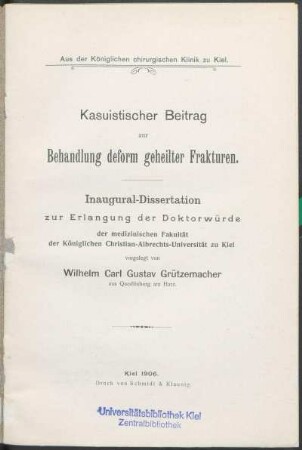 Aus der Königlichen chirurgischen Klinik zu Kiel.
Kasuistischer Beitrag
zur
Behandlung deform geheilter Frakturen.
Inaugural-Dissertation
zur Erlangung der Doktorwürde
der medizinischen Fakultät
der Königlichen Christian-Albrechts-Universität zu Kiel
vorgelegt von
Wilhelm Carl Gustav Grützemacher
aus Quedlinburg am Harz.
Kiel 1906.
Druck von Schmidt & Klaunig.
Universitätsbibliothek Kiel
Zentralbibliothek